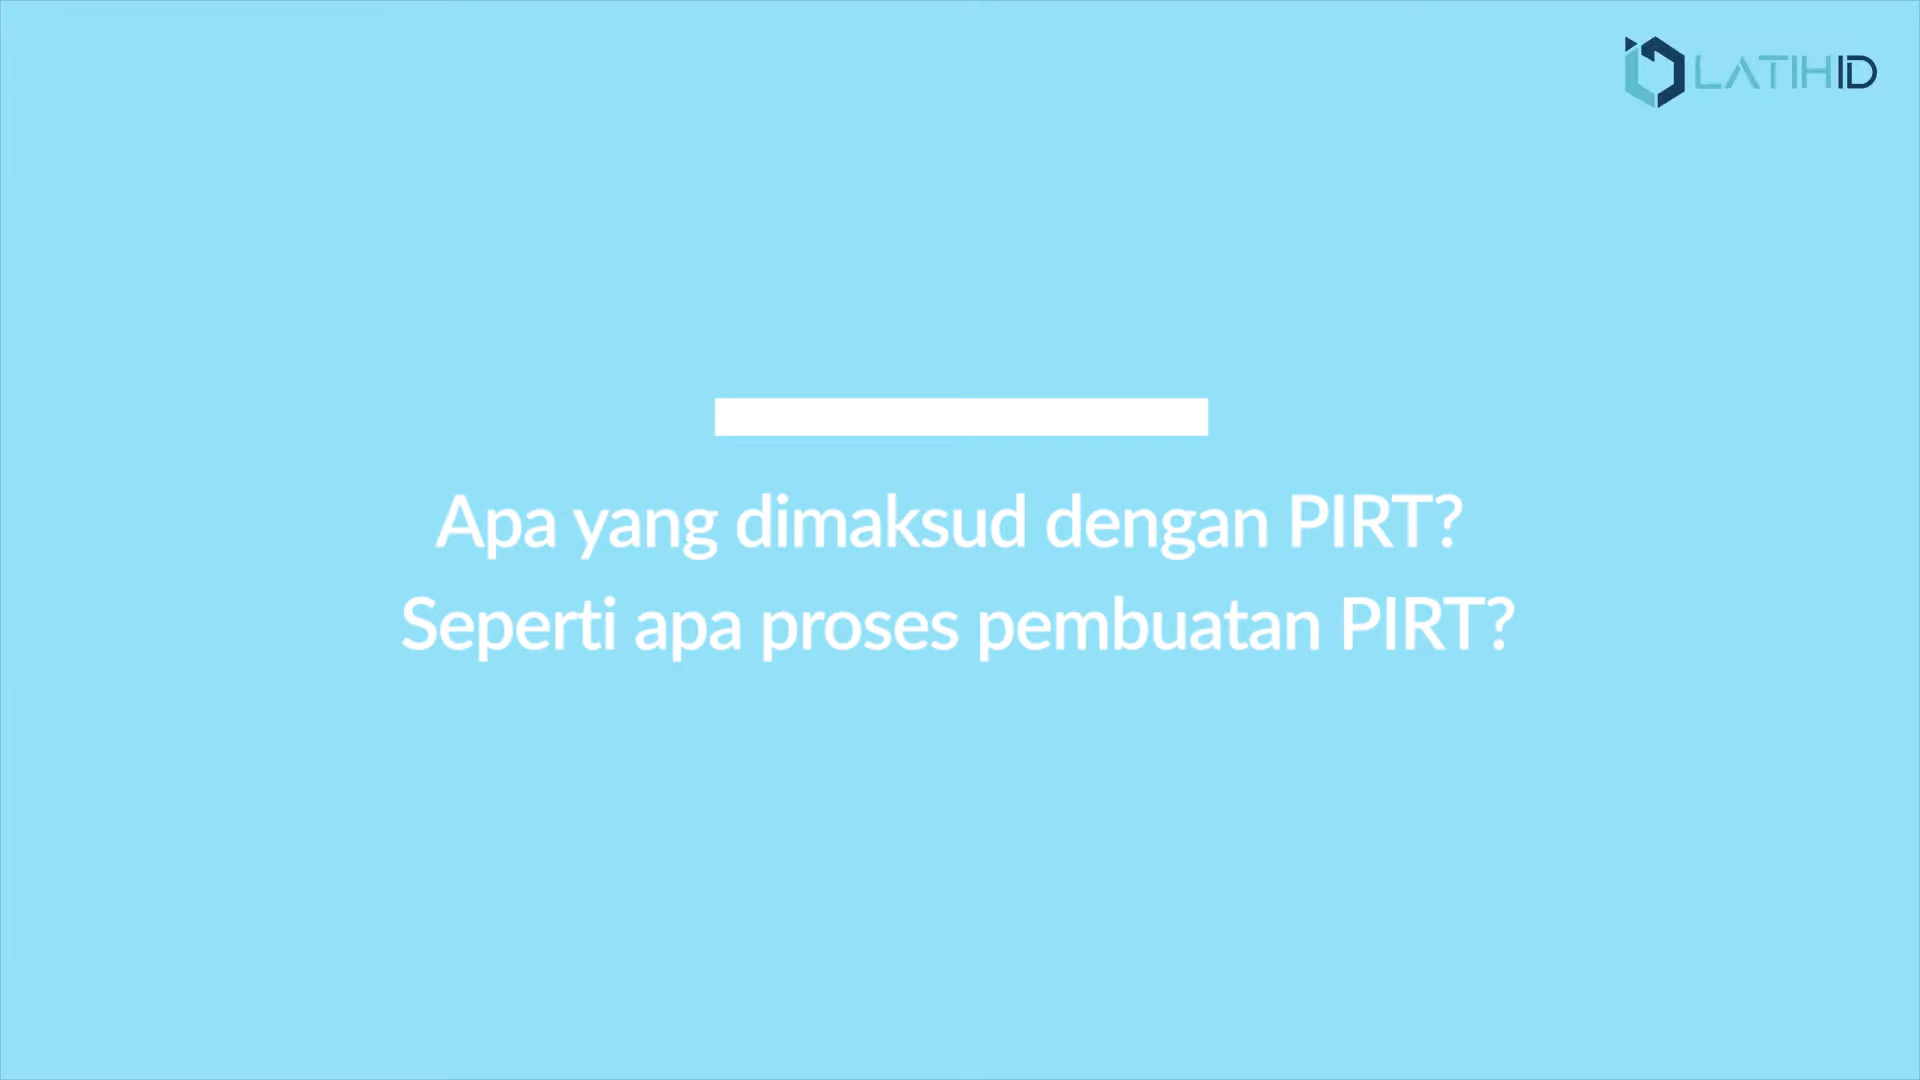 LATIHID
Apa yang dimaksud dengan PIRT?
Seperti apa proses pembuatan PIRT?